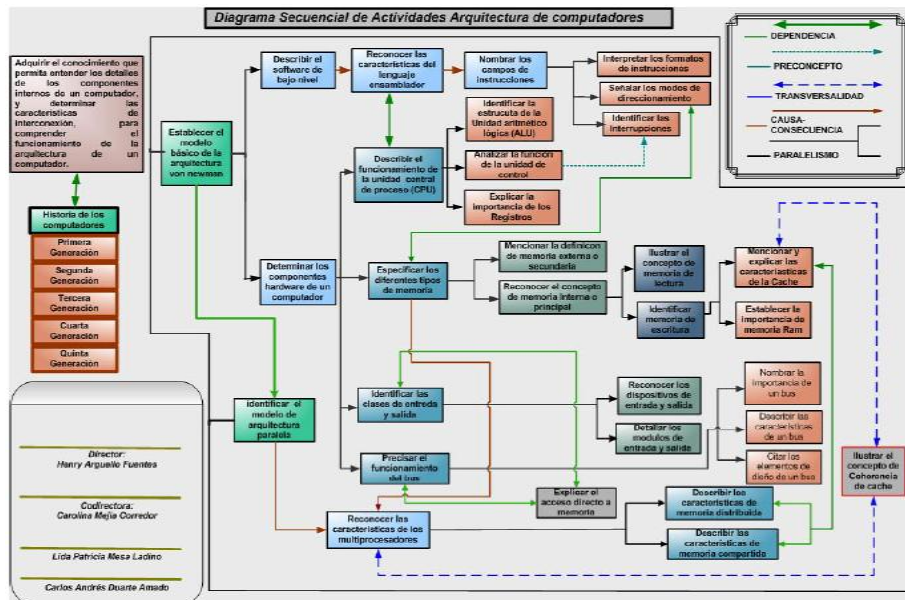 Diagrama Secuencial de Actividades Arquitectura de computadores
Adquirir el conocimiento que
permita entender los detalles
de los componentes
internos de un computador,
y determinar las
características de
interconexión, para
comprender el
funcionamiento de la
arquitectura de un
computador.
Historia de los
computadores
Primera
Generación
Segunda
Generación
Tercera
Generación
Cuarta
Generación
Quinta
Generación
Director:
Henry Arguello Fuentes
Codirectora:
Carolina Mejía Corredor
Lida Patricia Mesa Ladino
Carlos Andrés Duarte Amado
Establecer el
modelo
básico de la
arquitectura
von newman
Identificar el
modelo de
arquitectura
paralela
Describir el
software de
bajo nivel
Reconocer las
características del
lenguaje
ensamblador
Nombrar los
campos de
instrucciones
Interpretar los formatos
de instrucciones
Señalar los modos de
direccionamiento
Identificar las
Interrupciones
Describir el
funcionamiento de
la unidad central
de proceso (CPU)
Identificar la
estrucuta de la
Unidad aritmético
lógica (ALU)
Analizar la función
de la unidad de
control
Explicar la
importancia de los
Registros
Determinar los
componentes
hardware de un
computador
Especificar los
diferentes tipos de
memoria
Mencionar la definicon
de memoria externa o
secundaria
Reconocer el concepto
de memoria Interna o
principal
Ilustrar el
concepto de
memoria de
lectura
Identificar
memoria de
escritura
Mencionar y
explicar las
características
de la Cache
Establecer la
importancia de
memoria Ram
Identificar las
clases de entreda
y salida
Reconocer los
dispositivos de
entrada y salida
Detallar los
modulos de
entrada y salida
Precisar el
funcionamiento
del bus
Nombrar la
importancia de
un bus
Describir las
características
de un bus
Citar los
elementos de
diseño de un bus
Explicar el
acceso directo a
memoria
Reconocer las
características de los
multiprocesadores
Describir las
características de
memoria distribuida
Describir las
características de
memoria compartida
Ilustrar el
concepto de
Coherencia
de cache
DEPENDENCIA
PRECONCEPTO
TRANSVERSALIDAD
CAUSA-
CONSECUENCIA
PARALELISMO